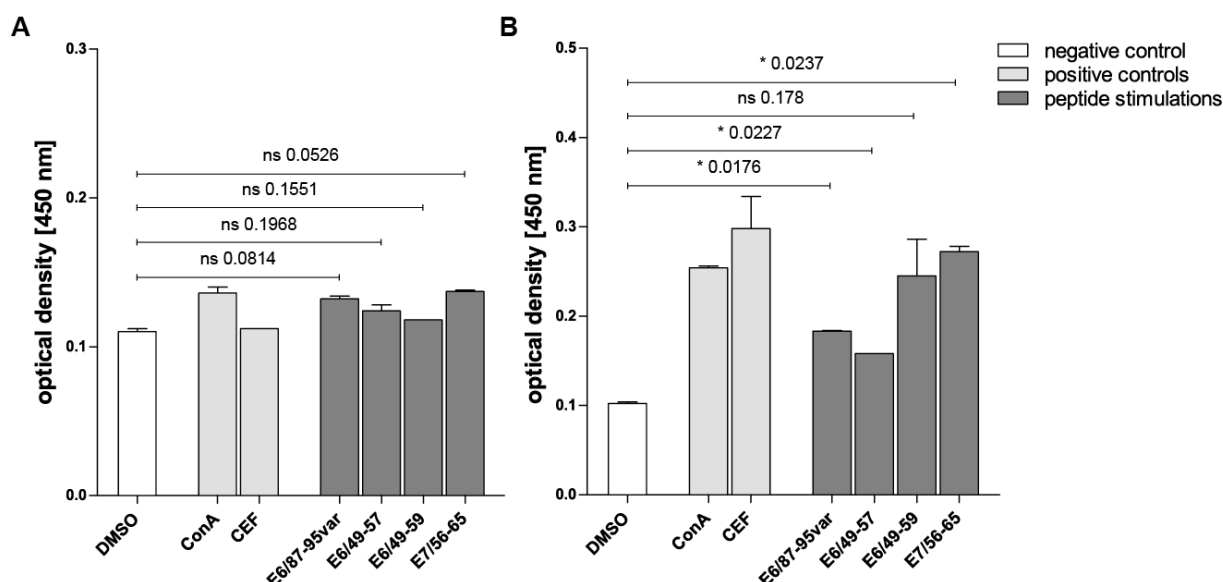 A
optical density [450 nm]
0.3
0.2
0.1
0.0
ns 0.0526
ns 0.1551
ns 0.1968
ns 0.0814
DMSO
ConA
CEF
E6/87-95var
E6/49-57
E6/49-59
E7/56-65
B
optical density [450 nm]
0.5
0.4
0.3
0.2
0.1
0.0
* 0.0237
ns 0.178
* 0.0227
* 0.0176
DMSO
ConA
CEF
E6/87-95var
E6/49-57
E6/49-59
E7/56-65
negative control
positive controls
peptide stimulations